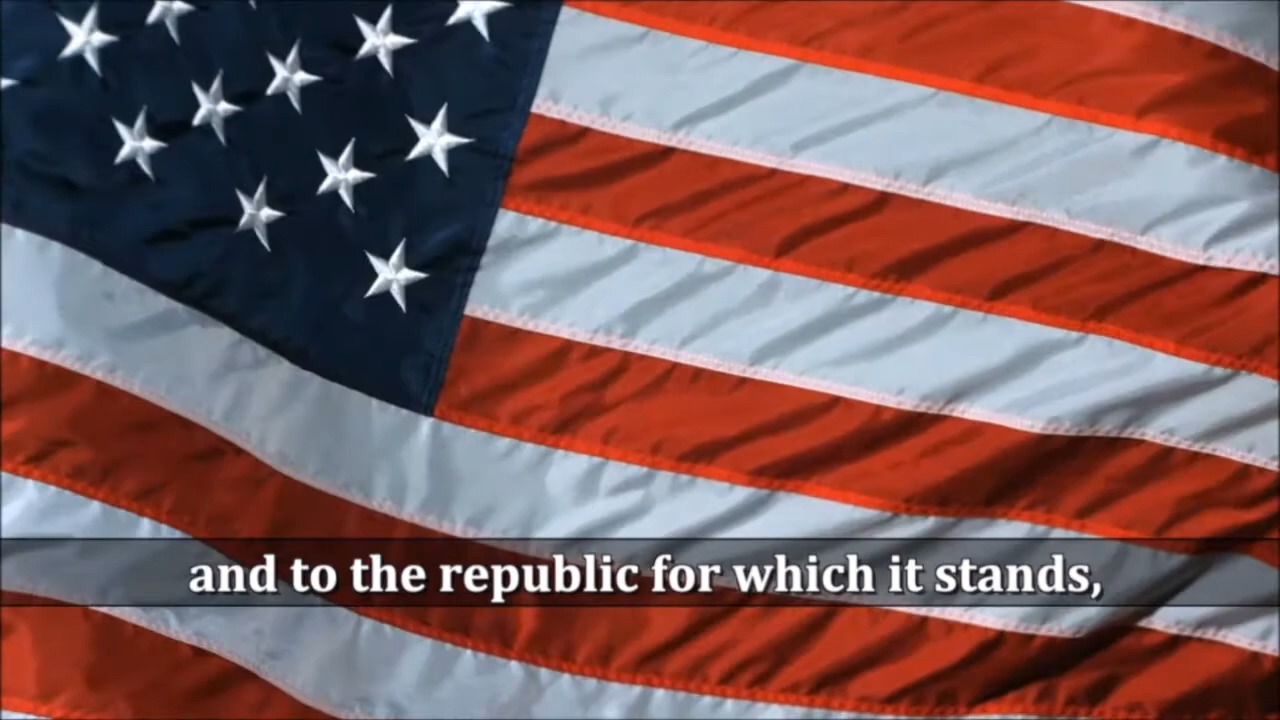 and to the republic for which it stands,